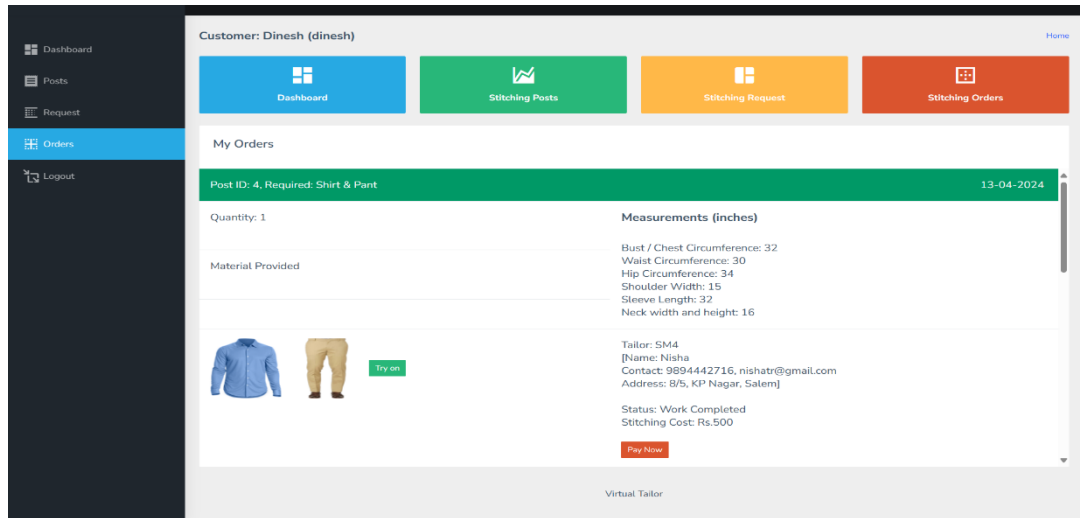 Dashboard
Posts
Request
Orders
Logout
Customer: Dinesh (dinesh)
Home
Dashboard
Stitching Posts
Stitching Request
Stitching Orders
My Orders
Post ID: 4, Required: Shirt & Pant
13-04-2024
Quantity: 1
Material Provided
Measurements (inches)
Bust / Chest Circumference: 32
Waist Circumference: 30
Hip Circumference: 34
Shoulder Width: 15
Sleeve Length: 32
Neck width and height: 16
Try on
Tailor: SM4
[Name: Nisha
Contact: 9894442716, nishatr@gmail.com
Address: 8/5, KP Nagar, Salem]
Status: Work Completed
Stitching Cost: Rs.500
Pay Now
Virtual Tailor